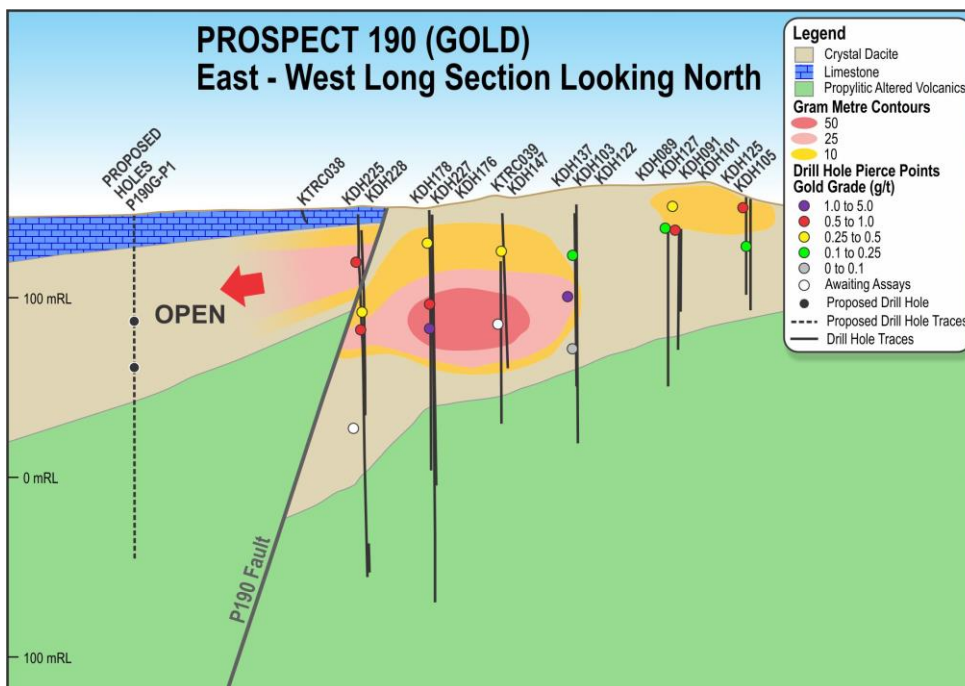 PROSPECT 190 (GOLD)
East - West Long Section Looking North
PROPOSED
HOLES
P190G-P1
KTRC038
KDH225
KDH228
KDH178
KDH227
KDH176
KTRC039
KDH147
KDH137
KDH103
KDH122
KDH089
KDH127
KDH091
KDH101
KDH125
KDH105
Legend
Crystal Dacite
Limestone
Propylitic Altered Volcanics
Gram Metre Contours
50
25
10
Drill Hole Pierce Points
Gold Grade (g/t)
1.0 to 5.0
0.5 to 1.0
0.25 to 0.5
0.1 to 0.25
0 to 0.1
Awaiting Assays
Proposed Drill Hole
Proposed Drill Hole Traces
Drill Hole Traces
100 mRL
OPEN
0 mRL
P190 Fault
100 mRL